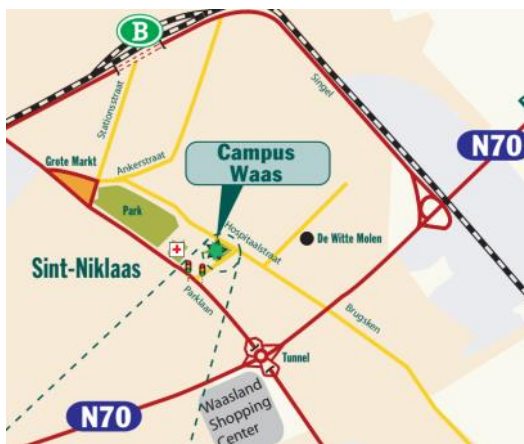 B
Stationsstraat
Singel
N70
Grote Markt
Ankerstraat
Campus
Waas
Park
Hospitaalstraat
De Witte Molen
Sint-Niklaas
Parklaan
Brugsken
Tunnel
N70
Waasland
Shopping
Center